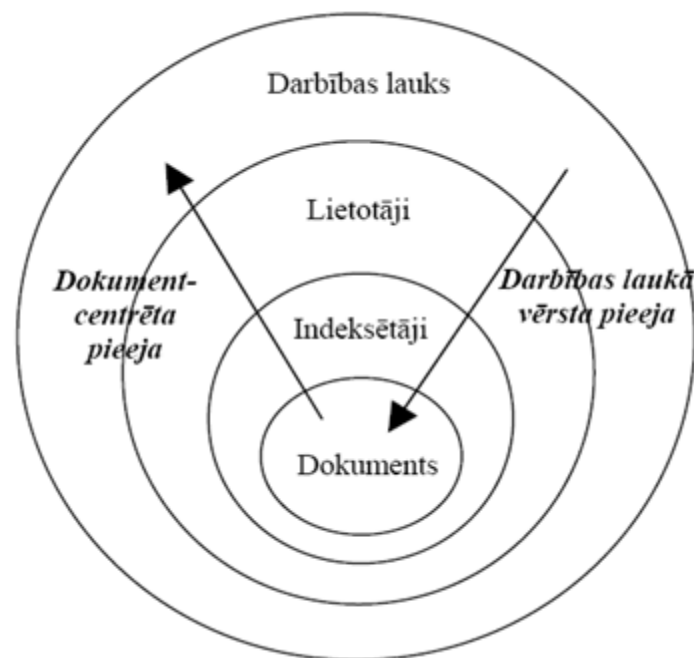 Darbības lauks
Lietotāji
Dokument-
centrēta
pieeja
Darbības laukā
vērsta pieeja
Indeksētāji
Dokuments